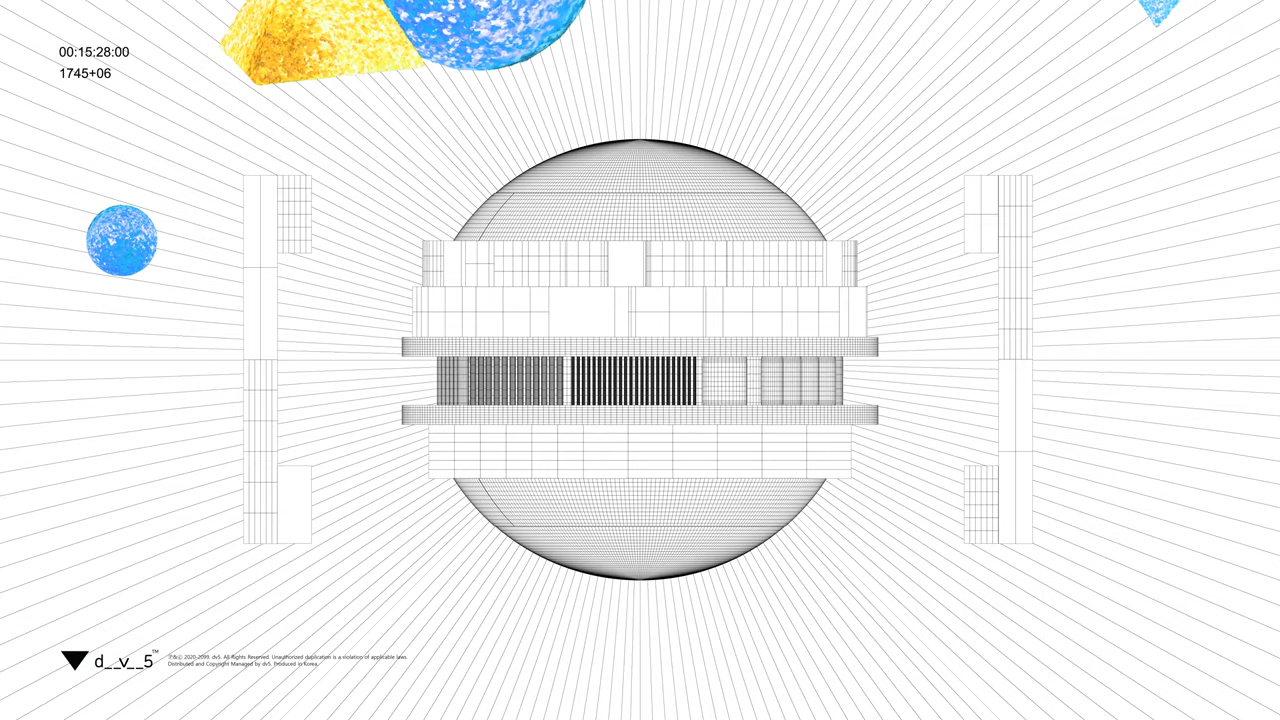 00:15:28:00
1745+06
d__v__5™
℗&ⓒ 2020-2099. dv5. All Rights Reserved. Unauthorized duplication is a violation of applicable laws.
Distributed and Copyright Managed by dv5. Produced in Korea.